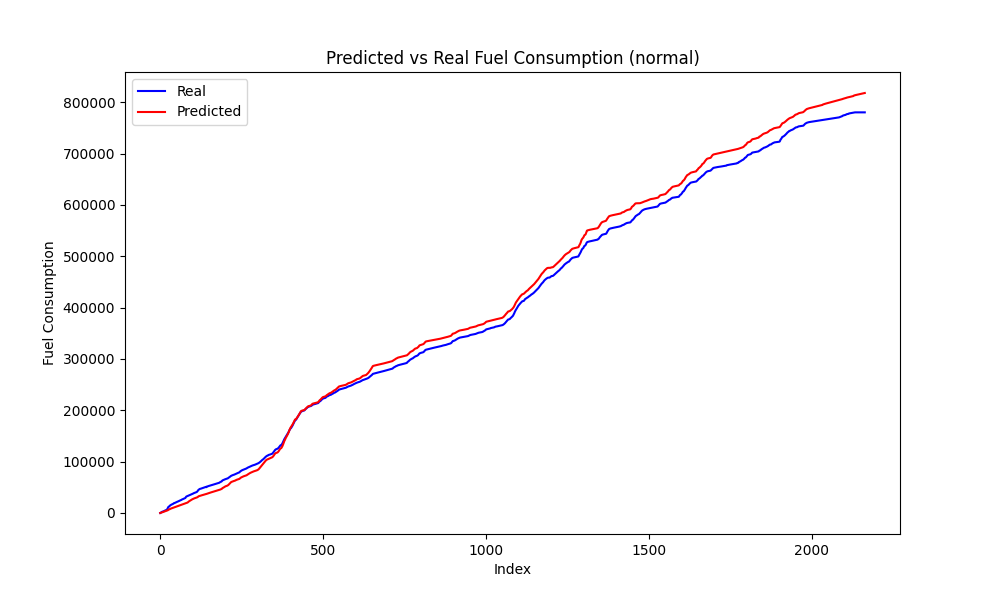 Predicted vs Real Fuel Consumption (normal)
Real
Predicted
Fuel Consumption
800000
700000
600000
500000
400000
300000
200000
100000
0
0 500 1000 1500 2000
Index